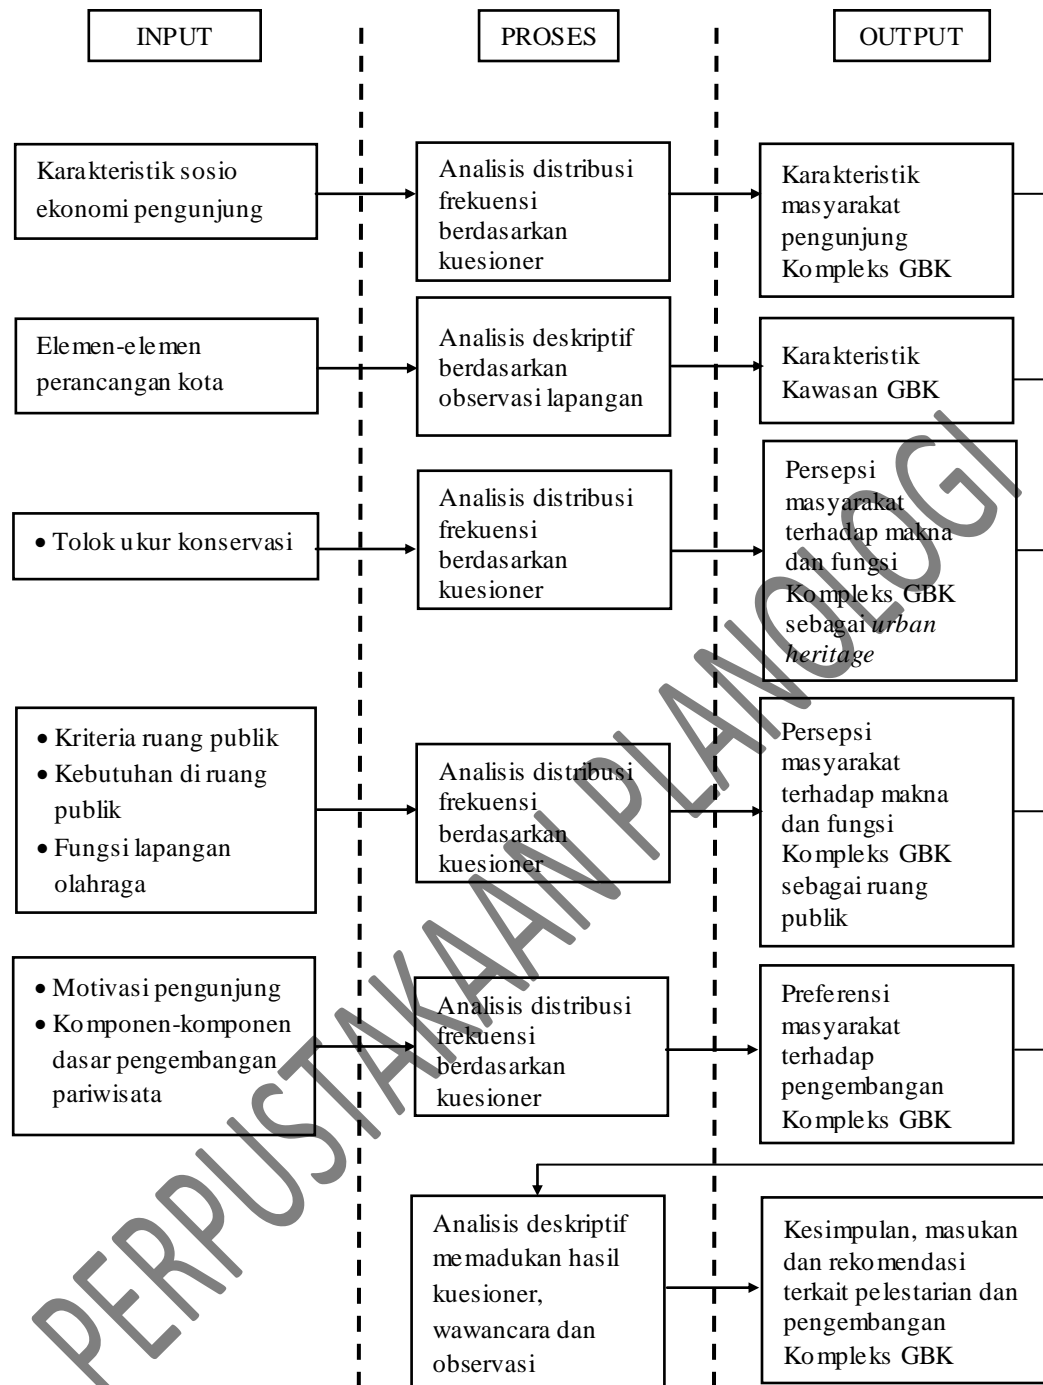 INPUT
PROSES
OUTPUT
Karakteristik sosio
ekonomi pengunjung
Analisis distribusi
frekuensi
berdasarkan
kuesioner
Karakteristik
masyarakat
pengunjung
Kompleks GBK
Elemen-elemen
perancangan kota
Analisis deskriptif
berdasarkan
observasi lapangan
Karakteristik
Kawasan GBK
• Tolok ukur konservasi
Analisis distribusi
frekuensi
berdasarkan
kuesioner
Persepsi
masyarakat
terhadap makna
dan fungsi
Kompleks GBK
sebagai urban
heritage
• Kriteria ruang publik
• Kebutuhan di ruang
publik
• Fungsi lapangan
olahraga
Analisis distribusi
frekuensi
berdasarkan
kuesioner
Persepsi
masyarakat
terhadap makna
dan fungsi
Kompleks GBK
sebagai ruang
publik
• Motivasi pengunjung
• Komponen-komponen
dasar pengembangan
pariwisata
Analisis distribusi
frekuensi
berdasarkan
kuesioner
Preferensi
masyarakat
terhadap
pengembangan
Kompleks GBK
Analisis deskriptif
memadukan hasil
kuesioner,
wawancara dan
observasi
Kesimpulan, masukan
dan rekomendasi
terkait pelestarian dan
pengembangan
Kompleks GBK
PERPUSTAKAAN PLANOLOGI